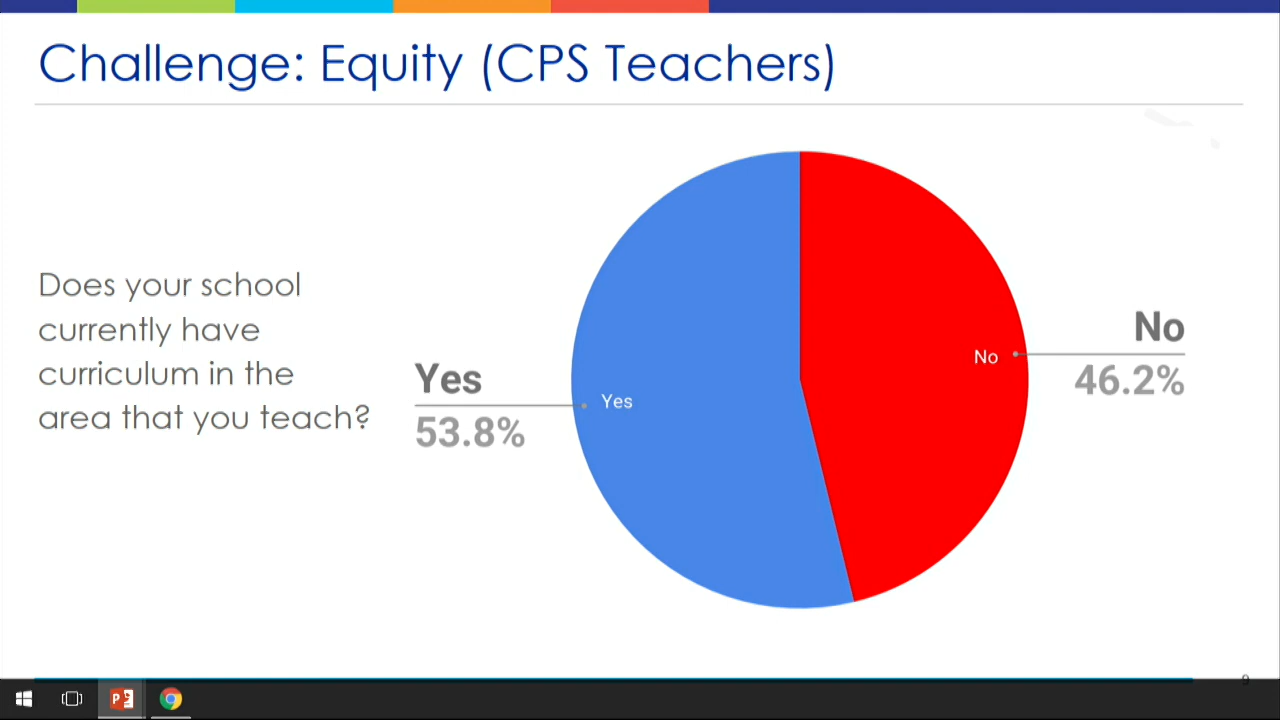 Challenge: Equity (CPS Teachers)
Does your school
currently have
curriculum in the
area that you teach?
Yes
53.8%
Yes
No
No
46.2%
9